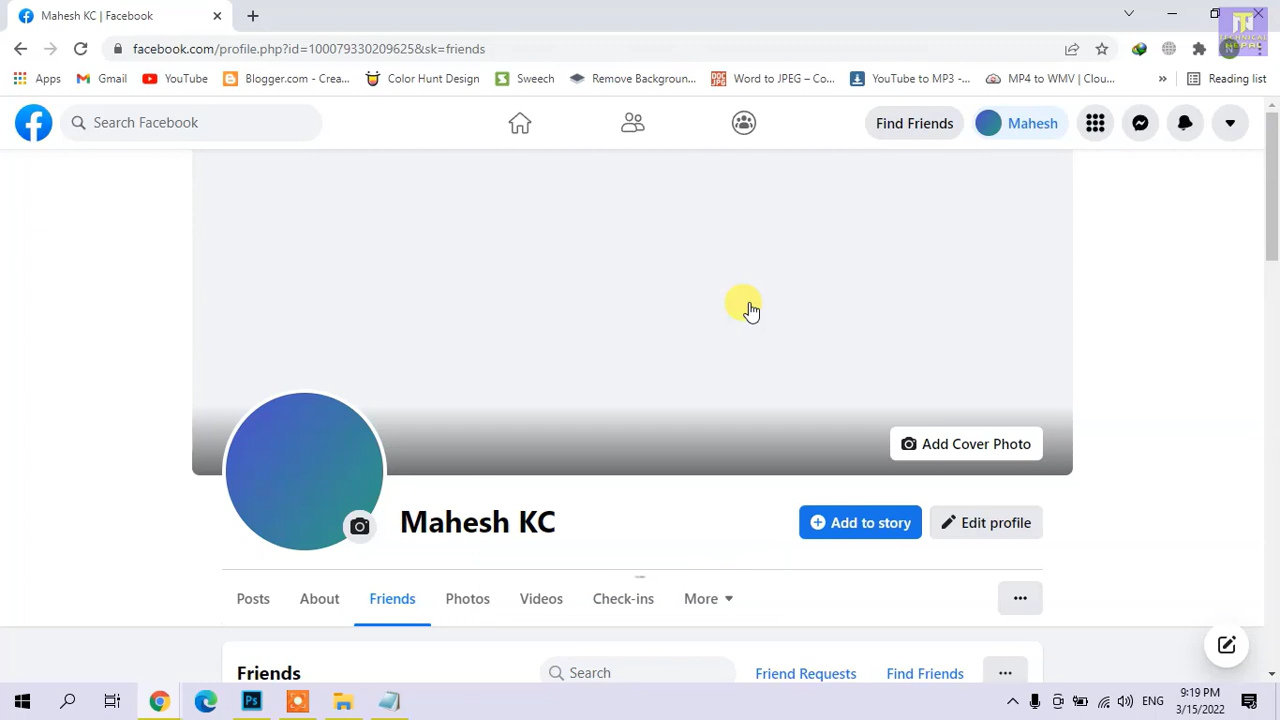 Mahesh KC | Facebook
facebook.com/profile.php?id=100079330209625&sk=friends
TECHNICAL
NEPAL
Apps Gmail YouTube Blogger.com - Crea... Color Hunt Design Sweech Remove Backgroun... Word to JPEG – Co... YouTube to MP3 -... MP4 to WMV | Clou... » Reading list
Search Facebook Find Friends Mahesh
Add Cover Photo
Mahesh KC Add to story Edit profile
Posts About Friends Photos Videos Check-ins More
Friends Search Friend Requests Find Friends
ENG 9:19 PM
3/15/2022